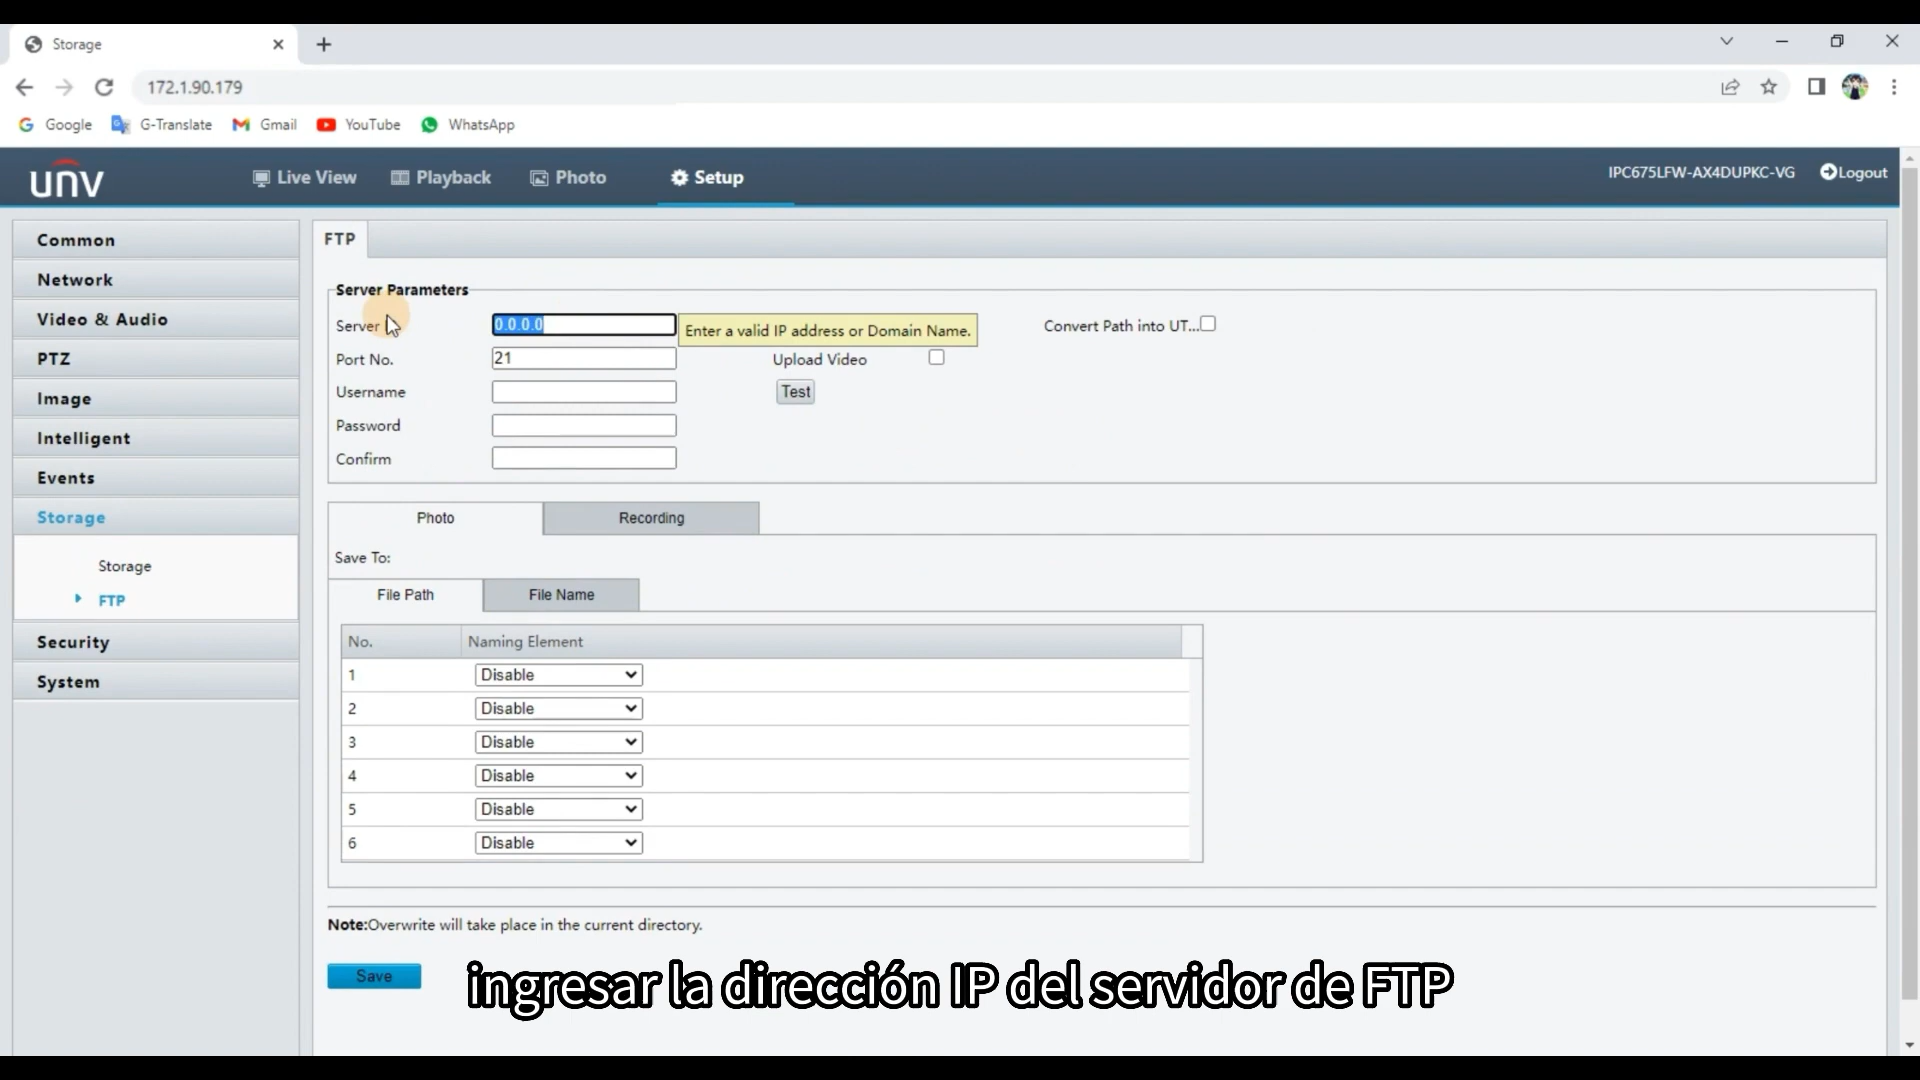 Storage
172.1.90.179
Google G-Translate Gmail YouTube WhatsApp
unv Live View Playback Photo Setup IPC675LFW-AX4DUPKC-VG Logout
Common
Network
Video & Audio
PTZ
Image
Intelligent
Events
Storage
Storage
FTP
Security
System
FTP
Server Parameters
Server 0.0.0.0 Enter a valid IP address or Domain Name. Convert Path into UT...
Port No. 21 Upload Video
Username Test
Password
Confirm
Photo Recording
Save To:
File Path File Name
No. Naming Element
1 Disable
2 Disable
3 Disable
4 Disable
5 Disable
6 Disable
Note:Overwrite will take place in the current directory.
Save
ingresar la dirección IP del servidor de FTP